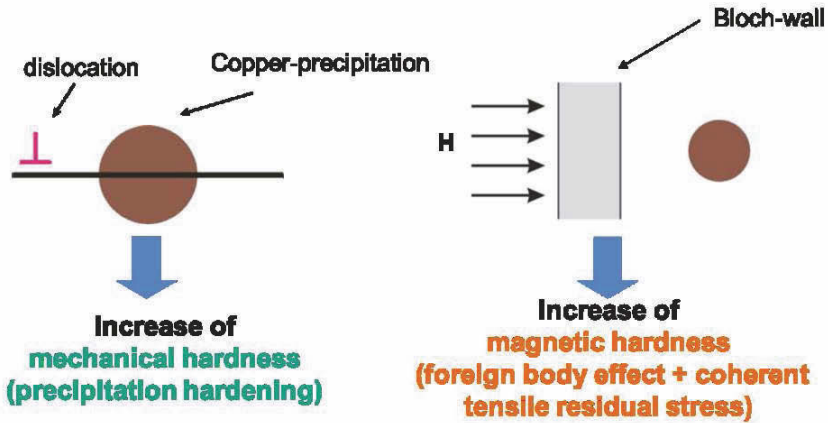 dislocation
Copper-precipitation
Increase of
mechanical hardness
(precipitation hardening)
Bloch-wall
H
Increase of
magnetic hardness
(foreign body effect + coherent
tensile residual stress)